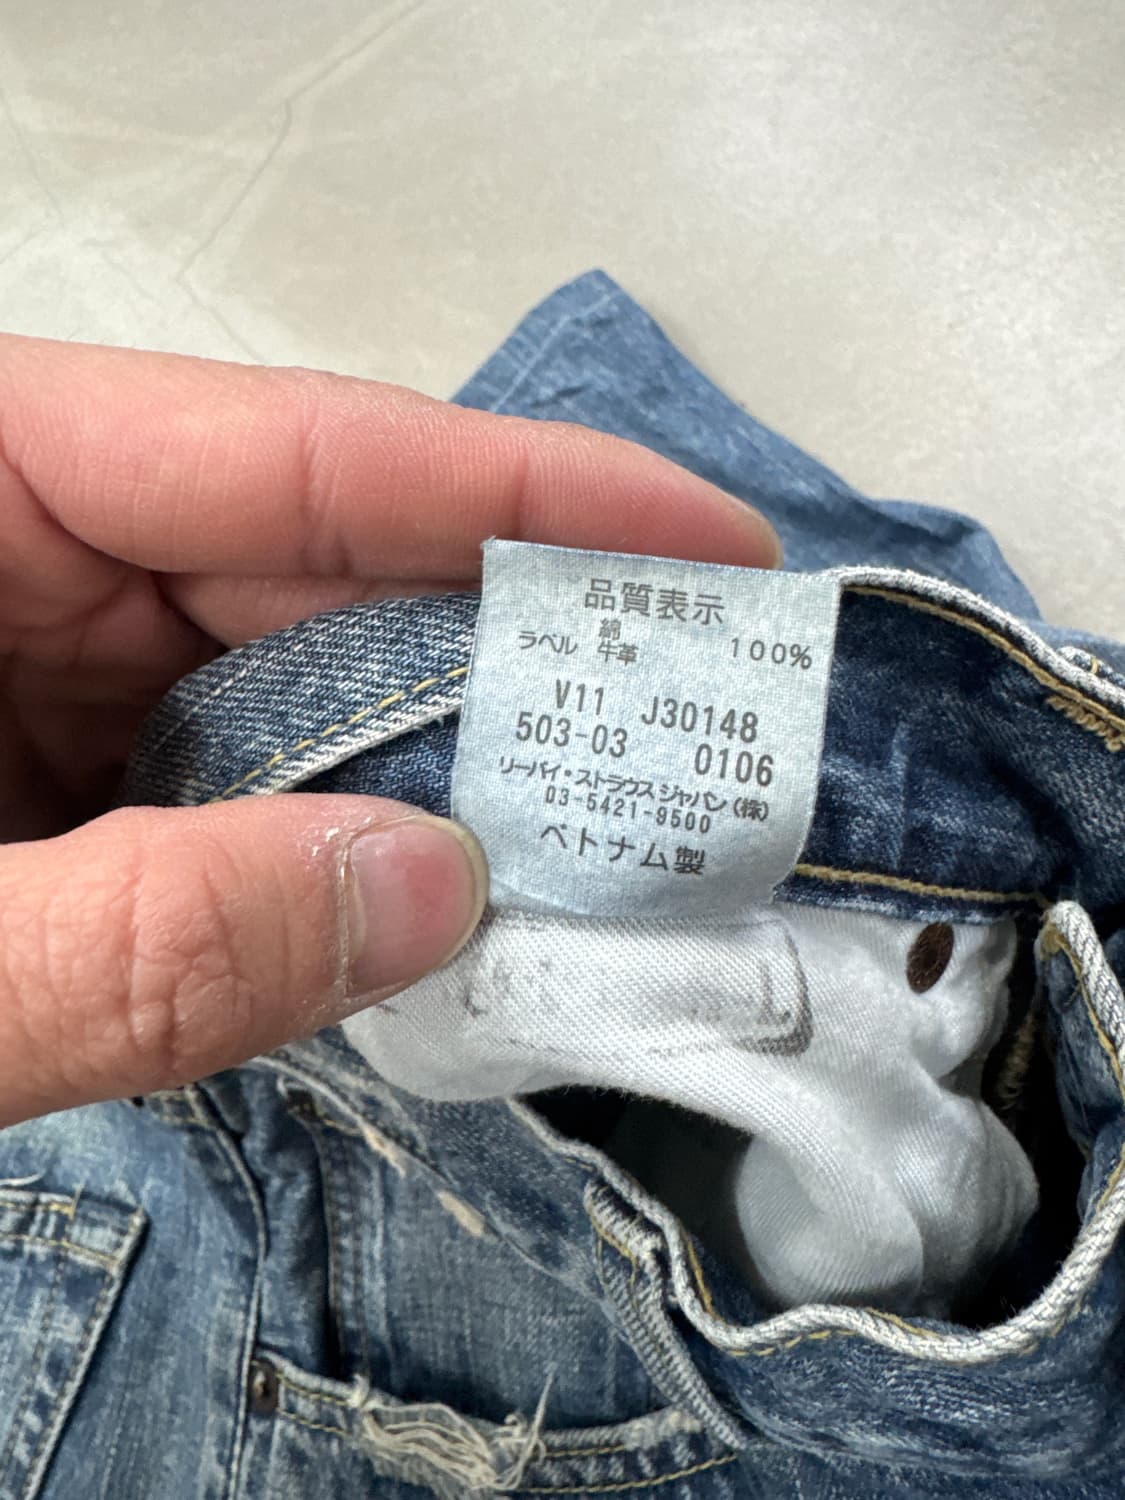 品質表示
綿 100%
ラベル 牛革
V11 J30148
503-03 0106
リーバイ・ストラウスジャパン(株)
03-5421-9500
ベトナム製